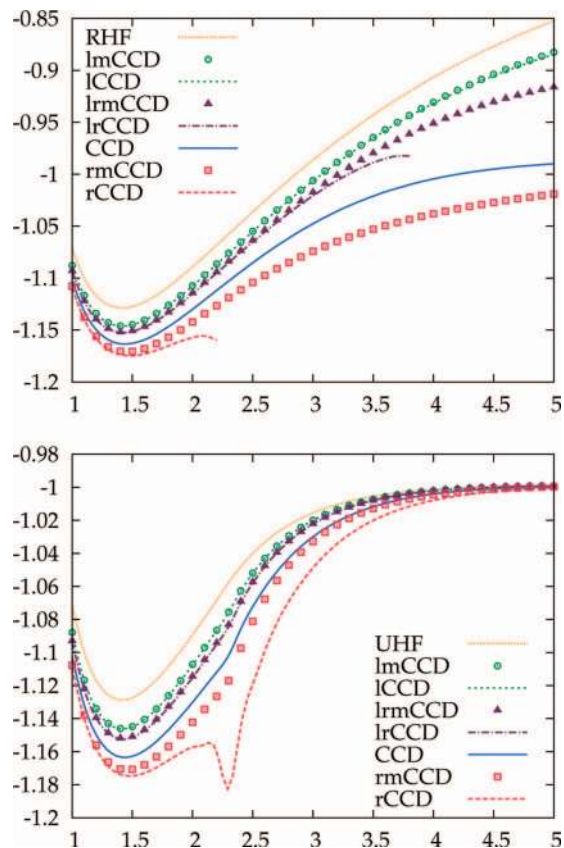 -0.85
RHF
lmCCD
-0.9
lCCD
lrmCCD
-0.95
lrCCD
CCD
-1
rmCCD
rCCD
-1.05
-1.1
-1.15
-1.2
1 1.5 2 2.5 3 3.5 4 4.5 5
-0.98
-1
-1.02
-1.04
-1.06
-1.08
UHF
-1.1
lmCCD
lCCD
-1.12
lrmCCD
lrCCD
-1.14
CCD
-1.16
rmCCD
-1.18
rCCD
-1.2
1 1.5 2 2.5 3 3.5 4 4.5 5